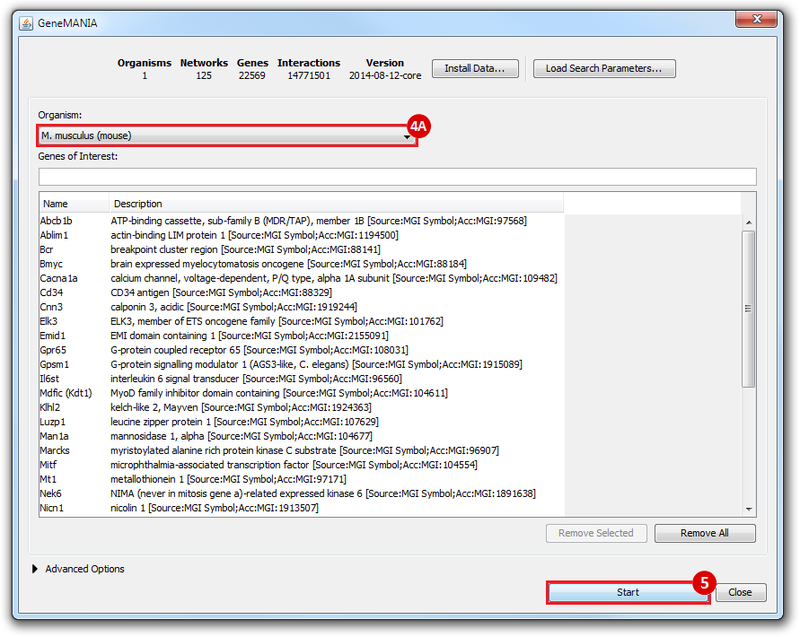 GeneMANIA
Organisms Networks Genes Interactions Version
1 125 22569 14771501 2014-08-12-core
Install Data...
Load Search Parameters...
Organism:
4A
M. musculus (mouse)
Genes of Interest:
Name Description
Abcb1b ATP-binding cassette, sub-family B (MDR/TAP), member 1B [Source:MGI Symbol;Acc:MGI:97568]
Ablim1 actin-binding LIM protein 1 [Source:MGI Symbol;Acc:MGI:1194500]
Bcr breakpoint cluster region [Source:MGI Symbol;Acc:MGI:88141]
Bmyc brain expressed myelocytomatosis oncogene [Source:MGI Symbol;Acc:MGI:88184]
Cacna1a calcium channel, voltage-dependent, P/Q type, alpha 1A subunit [Source:MGI Symbol;Acc:MGI:109482]
Cd34 CD34 antigen [Source:MGI Symbol;Acc:MGI:88329]
Cnn3 calponin 3, acidic [Source:MGI Symbol;Acc:MGI:1919244]
Elk3 ELK3, member of ETS oncogene family [Source:MGI Symbol;Acc:MGI:101762]
Emid1 EMI domain containing 1 [Source:MGI Symbol;Acc:MGI:2155091]
Gpr65 G-protein coupled receptor 65 [Source:MGI Symbol;Acc:MGI:108031]
Gpsm1 G-protein signalling modulator 1 (AGS3-like, C. elegans) [Source:MGI Symbol;Acc:MGI:1915089]
Il6st interleukin 6 signal transducer [Source:MGI Symbol;Acc:MGI:96560]
Mdfic (Kdt1) MyoD family inhibitor domain containing [Source:MGI Symbol;Acc:MGI:104611]
Klhl2 kelch-like 2, Mayven [Source:MGI Symbol;Acc:MGI:1924363]
Luzp1 leucine zipper protein 1 [Source:MGI Symbol;Acc:MGI:107629]
Man1a mannosidase 1, alpha [Source:MGI Symbol;Acc:MGI:104677]
Marcks myristoylated alanine rich protein kinase C substrate [Source:MGI Symbol;Acc:MGI:96907]
Mitf microphthalmia-associated transcription factor [Source:MGI Symbol;Acc:MGI:104554]
Mt1 metallothionein 1 [Source:MGI Symbol;Acc:MGI:97171]
Nek6 NIMA (never in mitosis gene a)-related expressed kinase 6 [Source:MGI Symbol;Acc:MGI:1891638]
Nicn1 nicolin 1 [Source:MGI Symbol;Acc:MGI:1913507]
Remove Selected
Remove All
Advanced Options
5
Start
Close